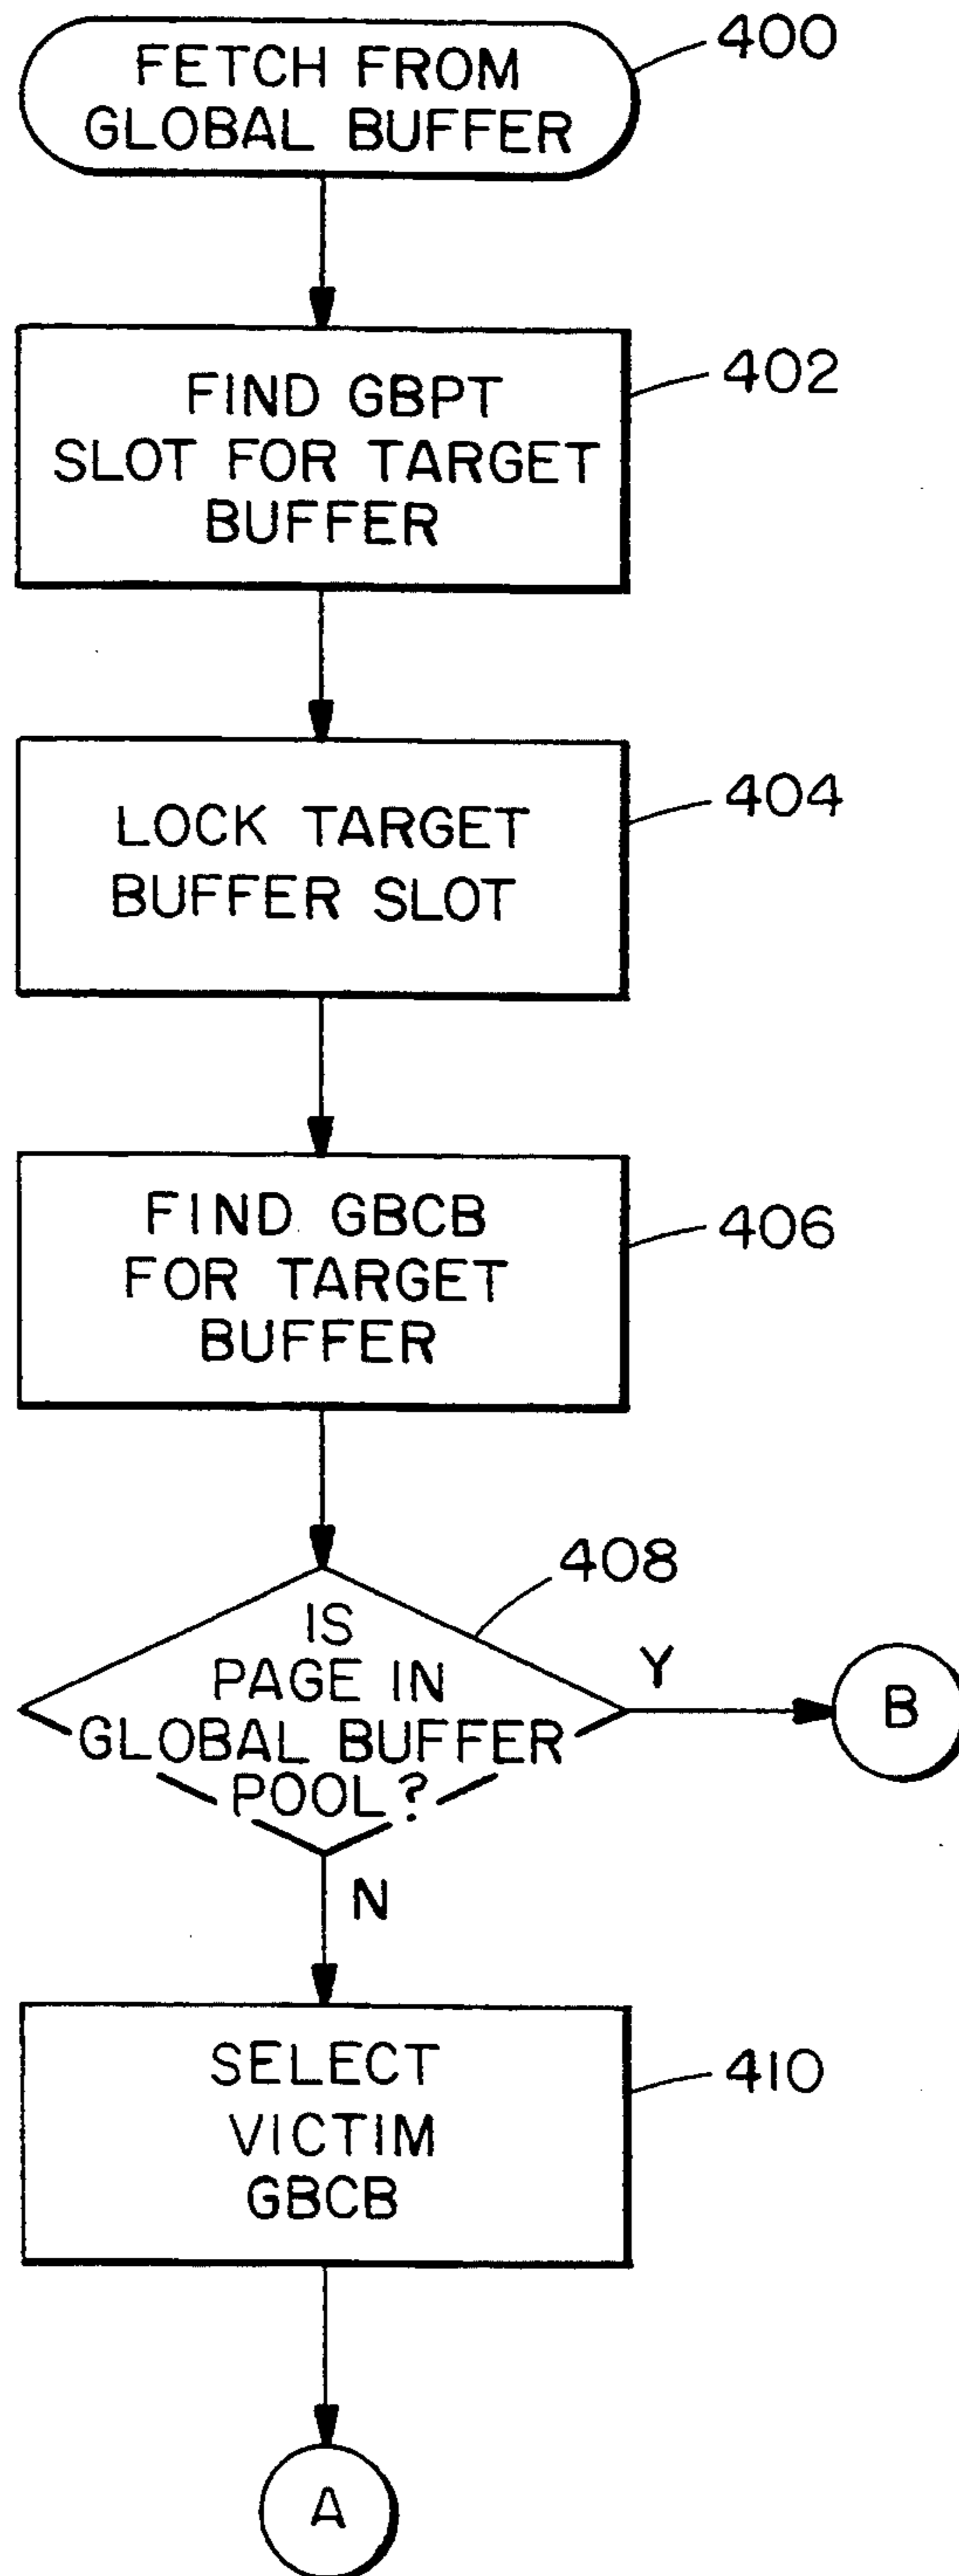 FETCH FROM
GLOBAL BUFFER
400
FIND GBPT
SLOT FOR TARGET
BUFFER
402
LOCK TARGET
BUFFER SLOT
404
FIND GBCB
FOR TARGET
BUFFER
406
408
IS
PAGE IN
GLOBAL BUFFER
POOL?
Y
B
N
SELECT
VICTIM
GBCB
410
A